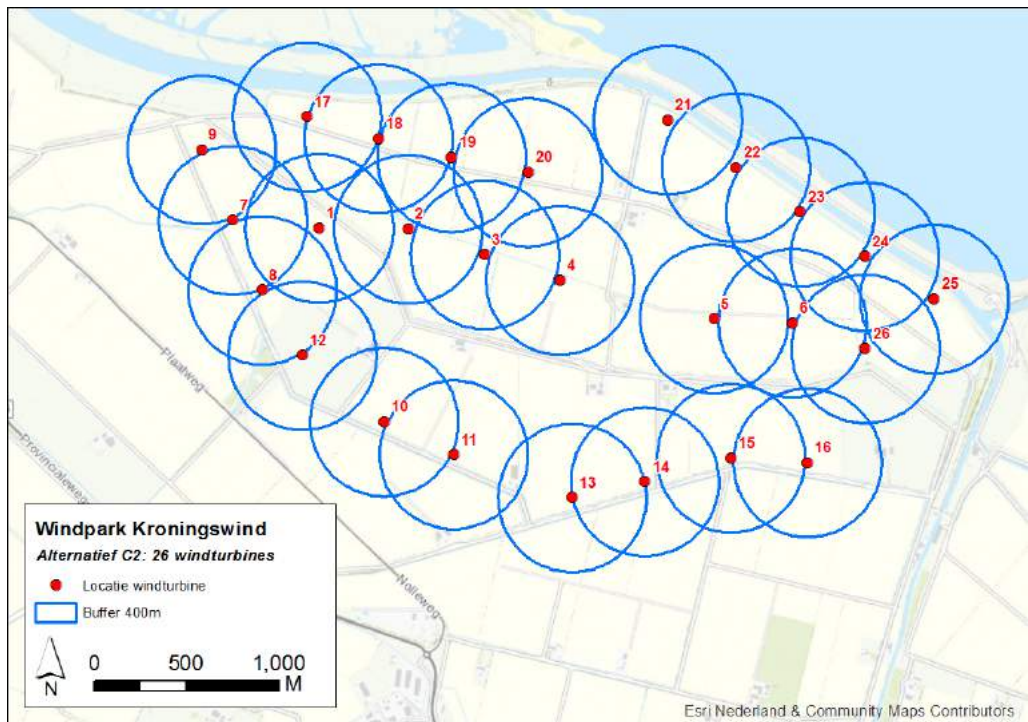 17
18
21
9
19
20
22
7
1
2
23
3
24
8
4
25
5
6
26
12
10
11
15
16
14
13
Plaatweg
Provincialeweg
Nolleweg
Windpark Kroningswind
Alternatief C2: 26 windturbines
Locatie windturbine
Buffer 400m
N
0 500 1,000
M
Esri Nederland & Community Maps Contributors